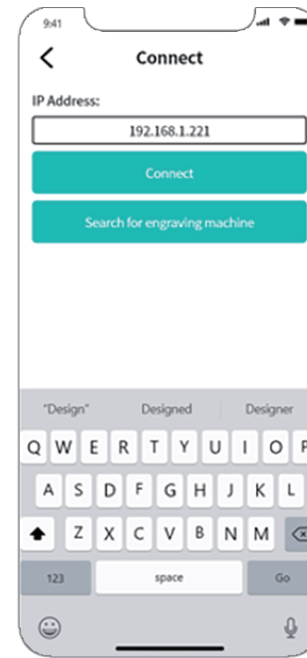 9:41
Connect
IP Address:
192.168.1.221
Connect
Search for engraving machine
"Design" Designed Designer
Q W E R T Y U I O P
A S D F G H J K L
Z X C V B N M
123 space Go